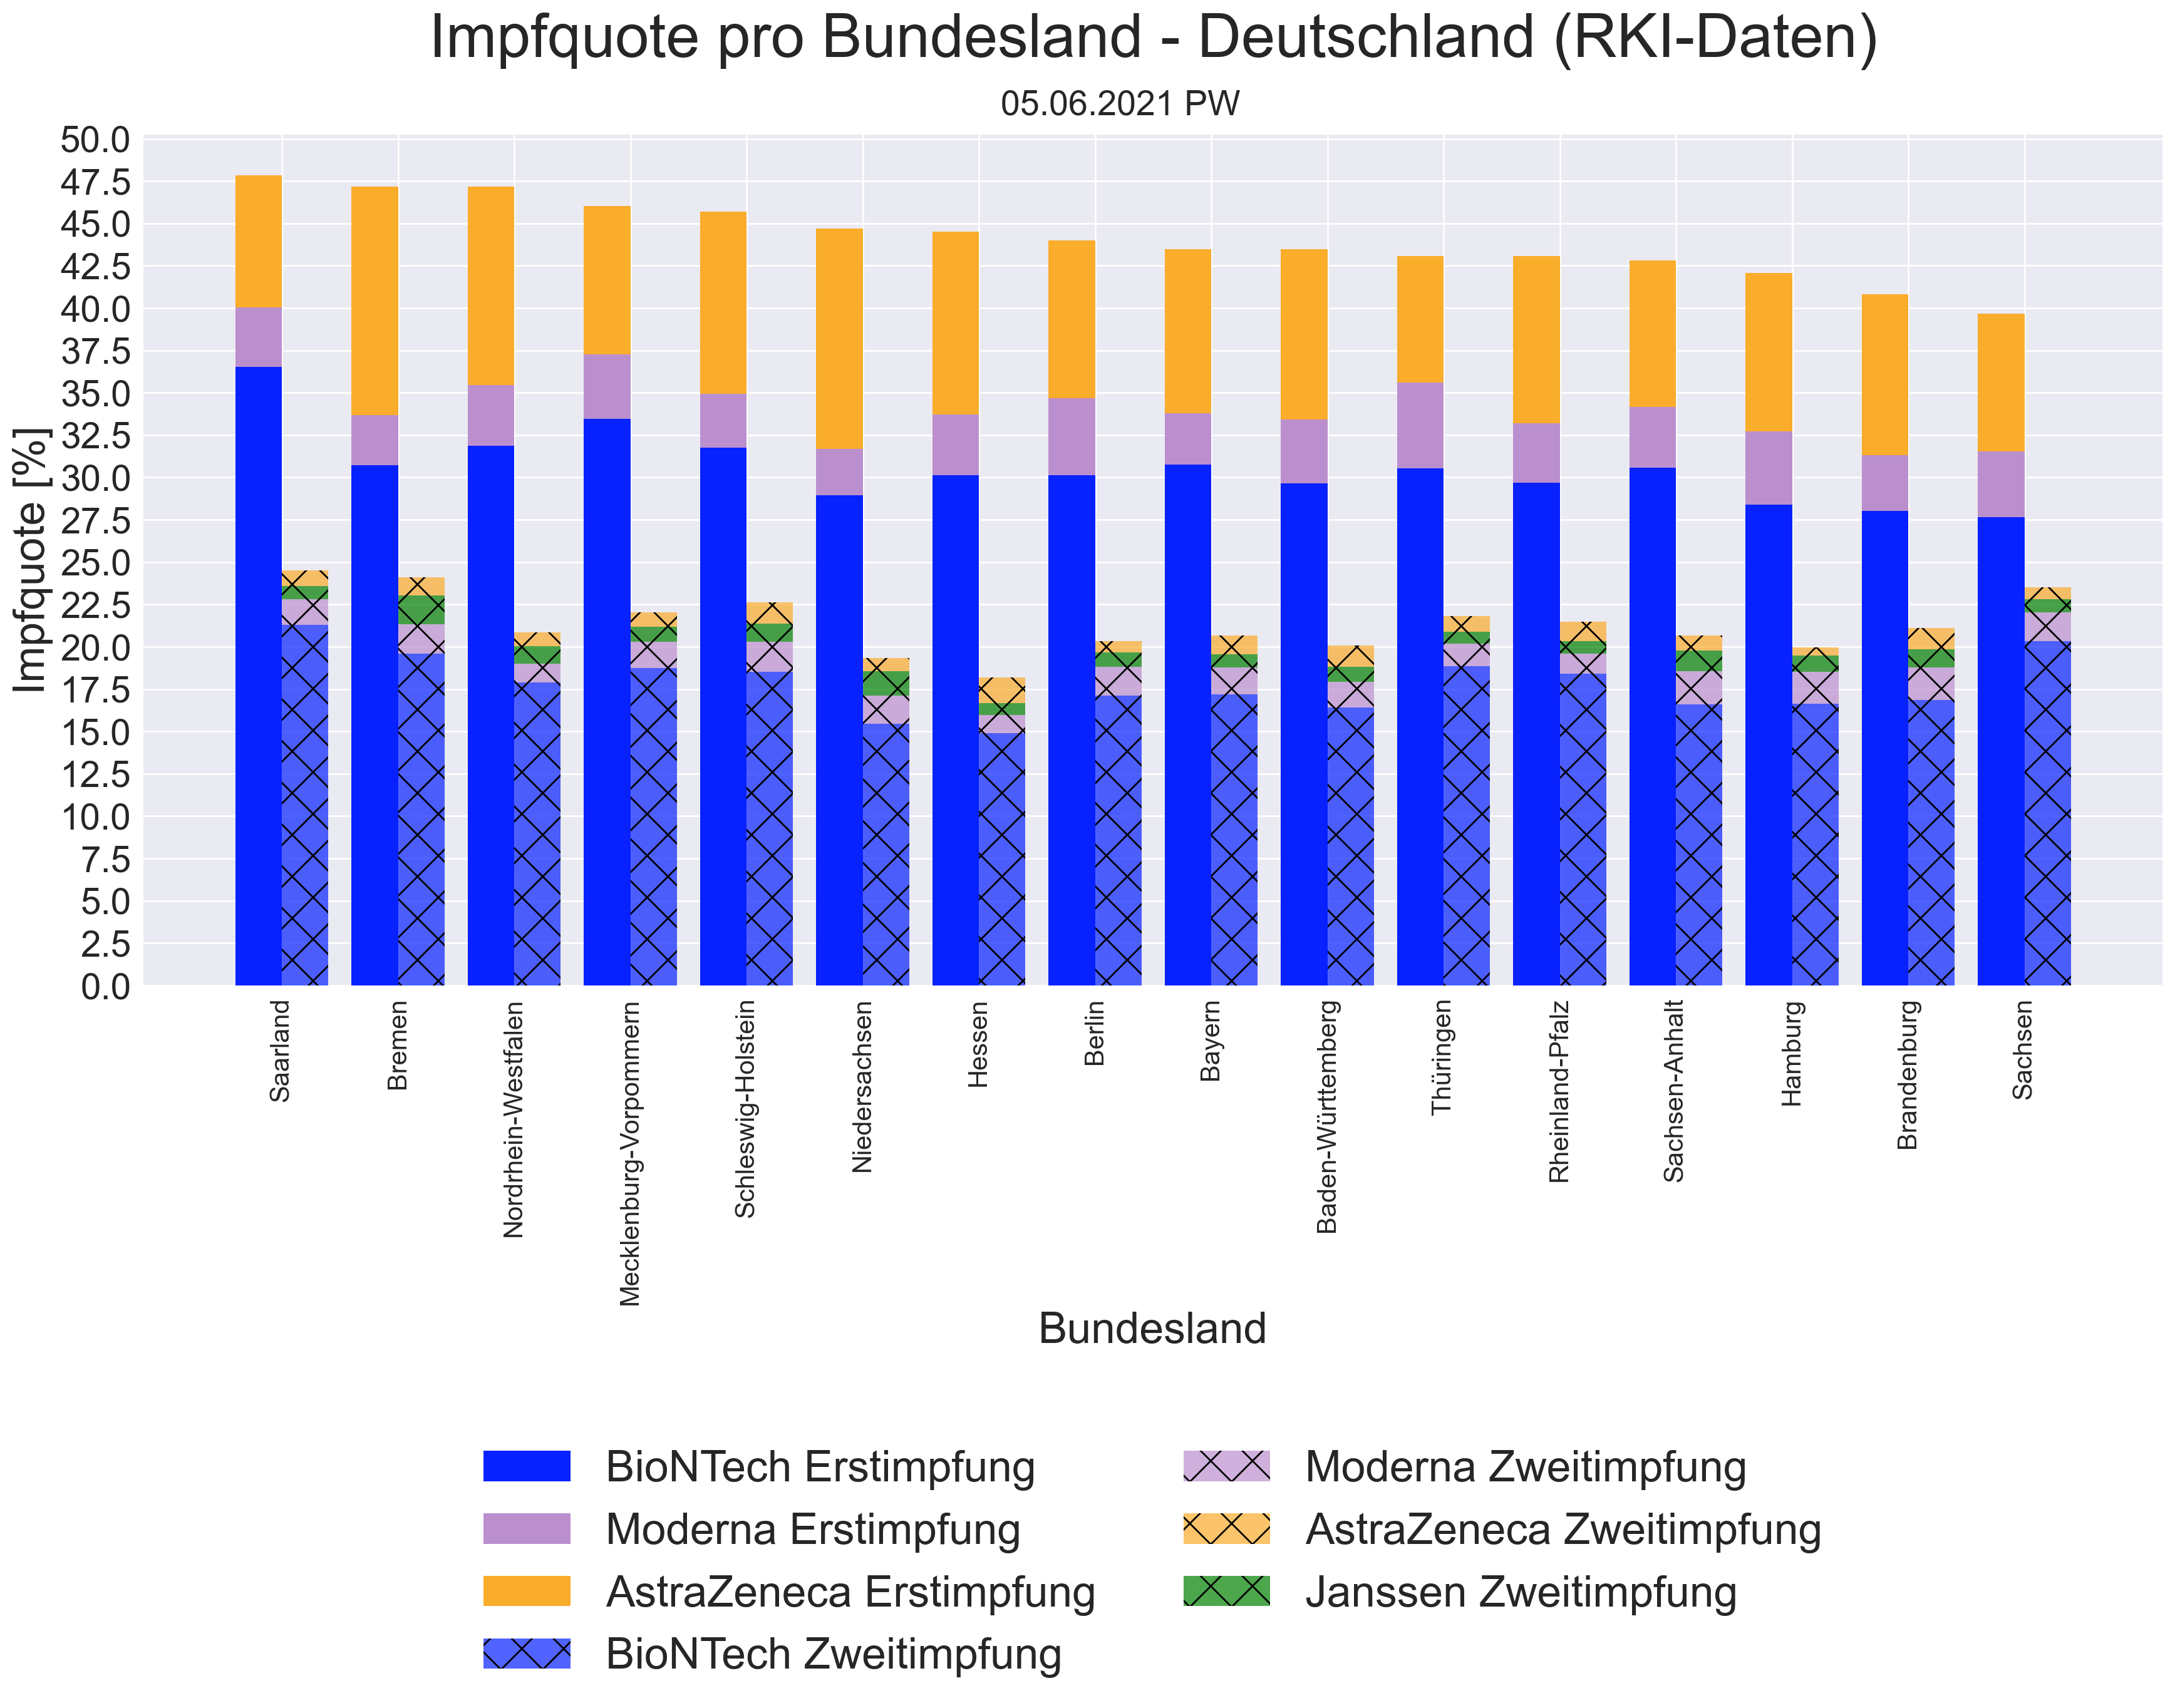 Impfquote pro Bundesland - Deutschland (RKI-Daten)
05.06.2021 PW
Impfquote [%]
50.0
47.5
45.0
42.5
40.0
37.5
35.0
32.5
30.0
27.5
25.0
22.5
20.0
17.5
15.0
12.5
10.0
7.5
5.0
2.5
0.0
Saarland
Bremen
Nordrhein-Westfalen
Mecklenburg-Vorpommern
Schleswig-Holstein
Niedersachsen
Hessen
Berlin
Bayern
Baden-Württemberg
Thüringen
Rheinland-Pfalz
Sachsen-Anhalt
Hamburg
Brandenburg
Sachsen
Bundesland
BioNTech Erstimpfung
Moderna Erstimpfung
AstraZeneca Erstimpfung
BioNTech Zweitimpfung
Moderna Zweitimpfung
AstraZeneca Zweitimpfung
Janssen Zweitimpfung